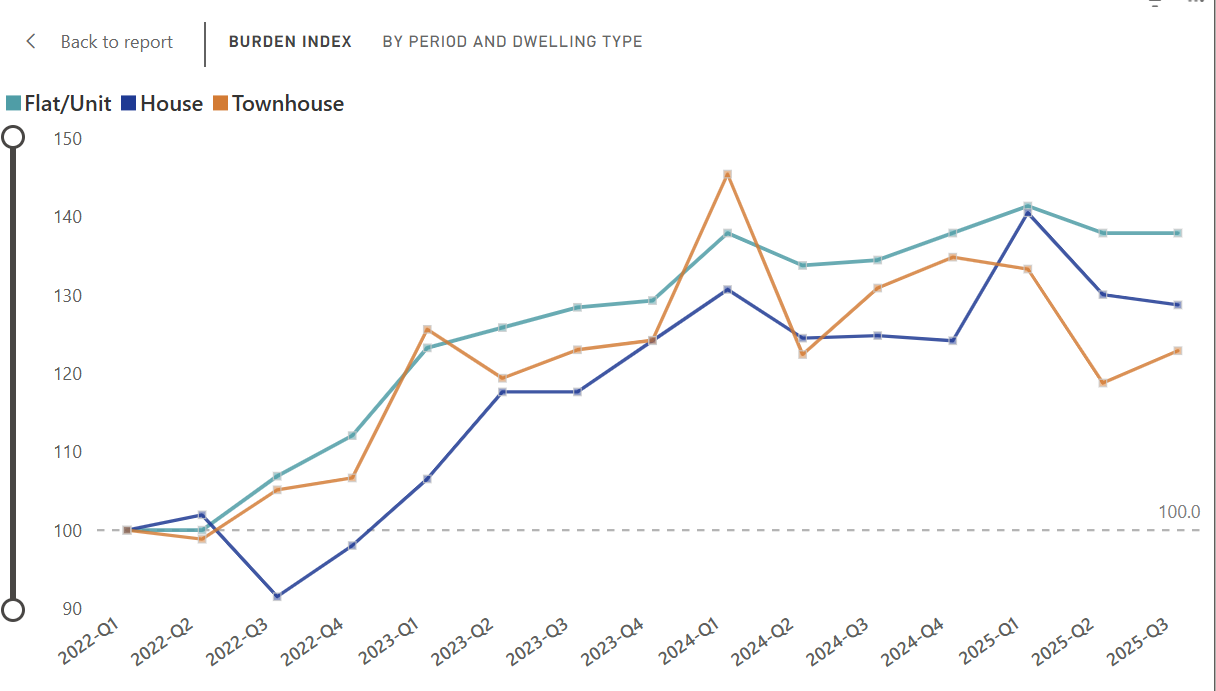 Back to report BURDEN INDEX BY PERIOD AND DWELLING TYPE
Flat/Unit House Townhouse
150
140
130
120
110
100
90
100.0
2022-Q1 2022-Q2 2022-Q3 2022-Q4 2023-Q1 2023-Q2 2023-Q3 2023-Q4 2024-Q1 2024-Q2 2024-Q3 2024-Q4 2025-Q1 2025-Q2 2025-Q3